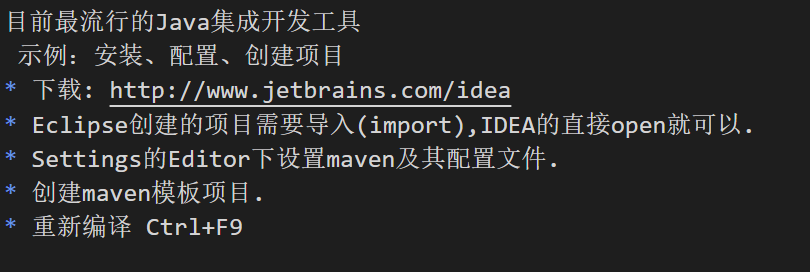 目前最流行的Java集成开发工具
示例: 安装、配置、创建项目
* 下载: http://www.jetbrains.com/idea
* Eclipse创建的项目需要导入(import),IDEA的直接open就可以.
* Settings的Editor下设置maven及其配置文件.
* 创建maven模板项目.
* 重新编译 Ctrl+F9